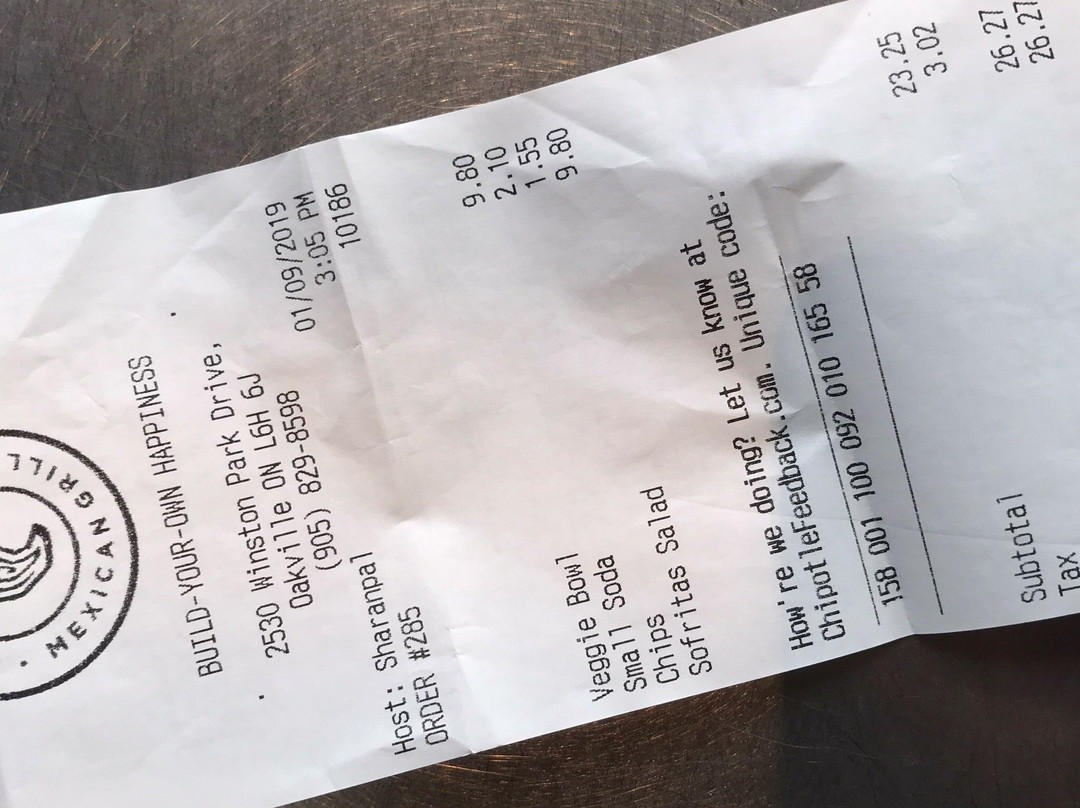 MEXICAN GRILL
BUILD-YOUR-OWN HAPPINESS
2530 Winston Park Drive,
Oakville ON L6H 6J
(905) 829-8598 01/09/2019
Host: Sharanpal 3:05 PM
ORDER #285 10186
Veggie Bowl 9.80
Small Soda 2.10
Chips 1.55
Sofritas Salad 9.80
How're we doing? Let us know at
ChipotleFeedback.com. Unique code:
158 001 100 092 010 165 58
Subtotal 23.25
Tax 3.02
26.27
26.27